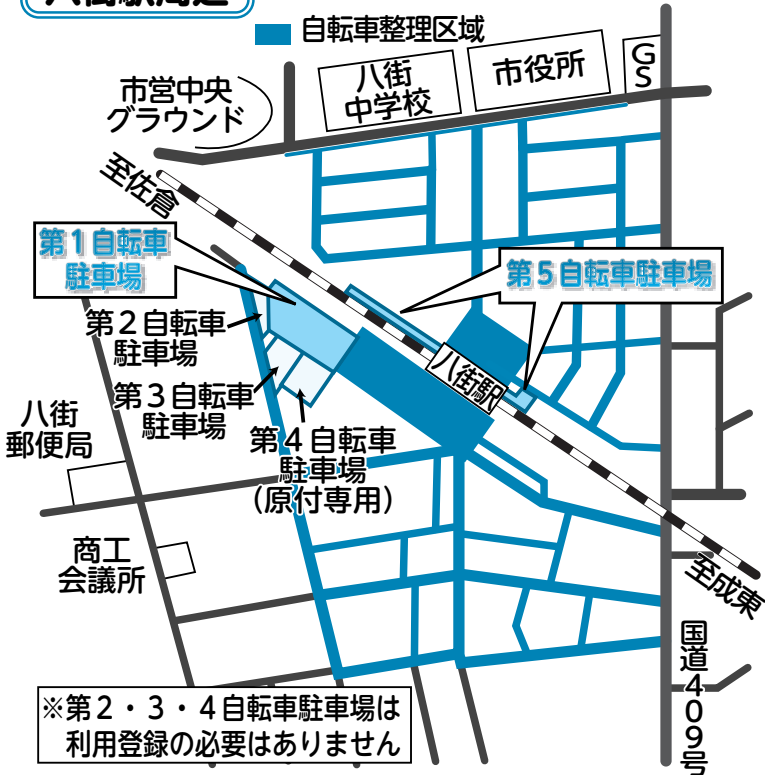 八街駅周辺
自転車整理区域
市営中央
グラウンド
八街
中学校
市役所
GS
至佐倉
第1自転車
駐車場
第5自転車駐車場
第2自転車
駐車場
八街駅
第3自転車
駐車場
八街
郵便局
第4自転車
駐車場
(原付専用)
商工
会議所
至成東
国道409号
※第2・3・4自転車駐車場は
利用登録の必要はありません